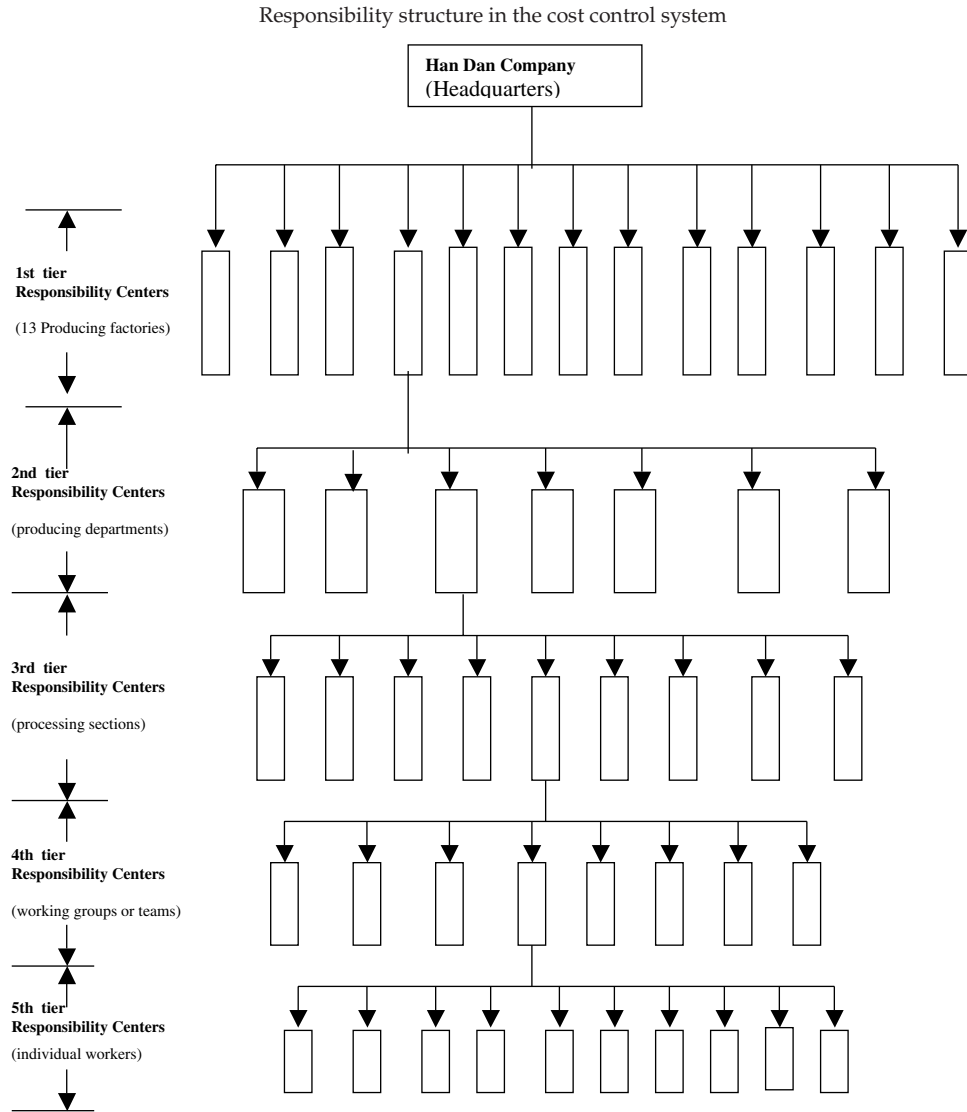 Responsibility structure in the cost control system
Han Dan Company
(Headquarters)
1st tier
Responsibility Centers
(13 Producing factories)
2nd tier
Responsibility Centers
(producing departments)
3rd tier
Responsibility Centers
(processing sections)
4th tier
Responsibility Centers
(working groups or teams)
5th tier
Responsibility Centers
(individual workers)